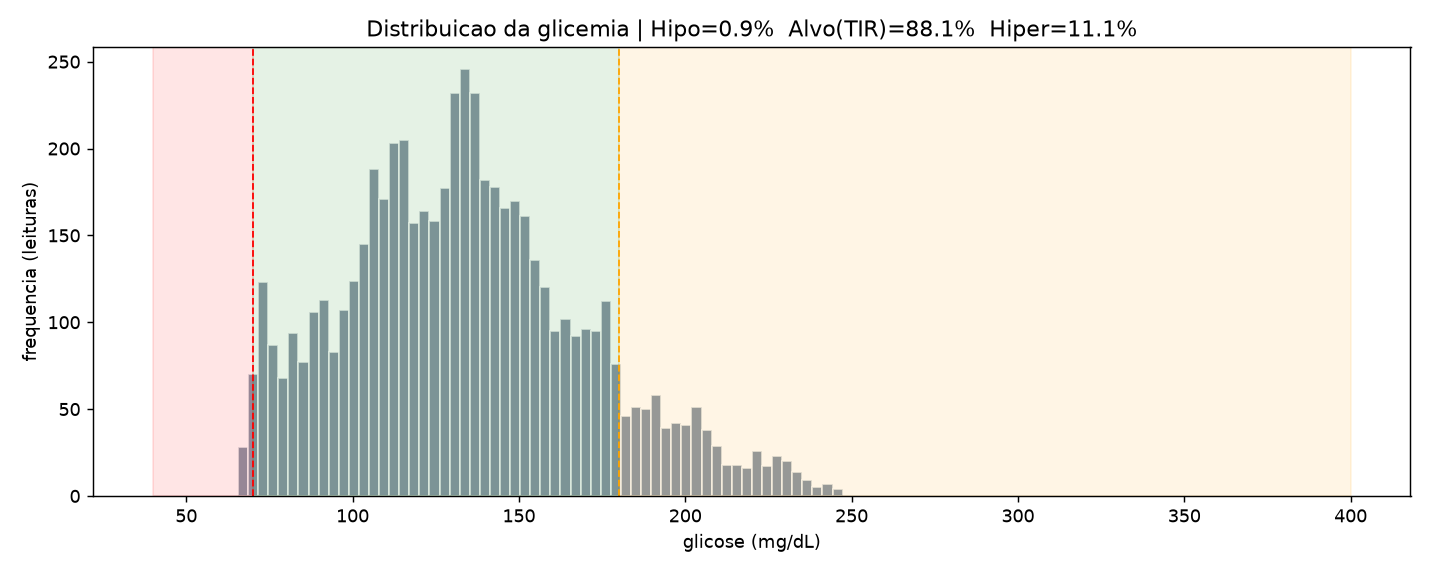 Distribuicao da glicemia | Hipo=0.9%  Alvo(TIR)=88.1%  Hiper=11.1%
frequencia (leituras)
250
200
150
100
50
0
50 100 150 200 250 300 350 400
glicose (mg/dL)